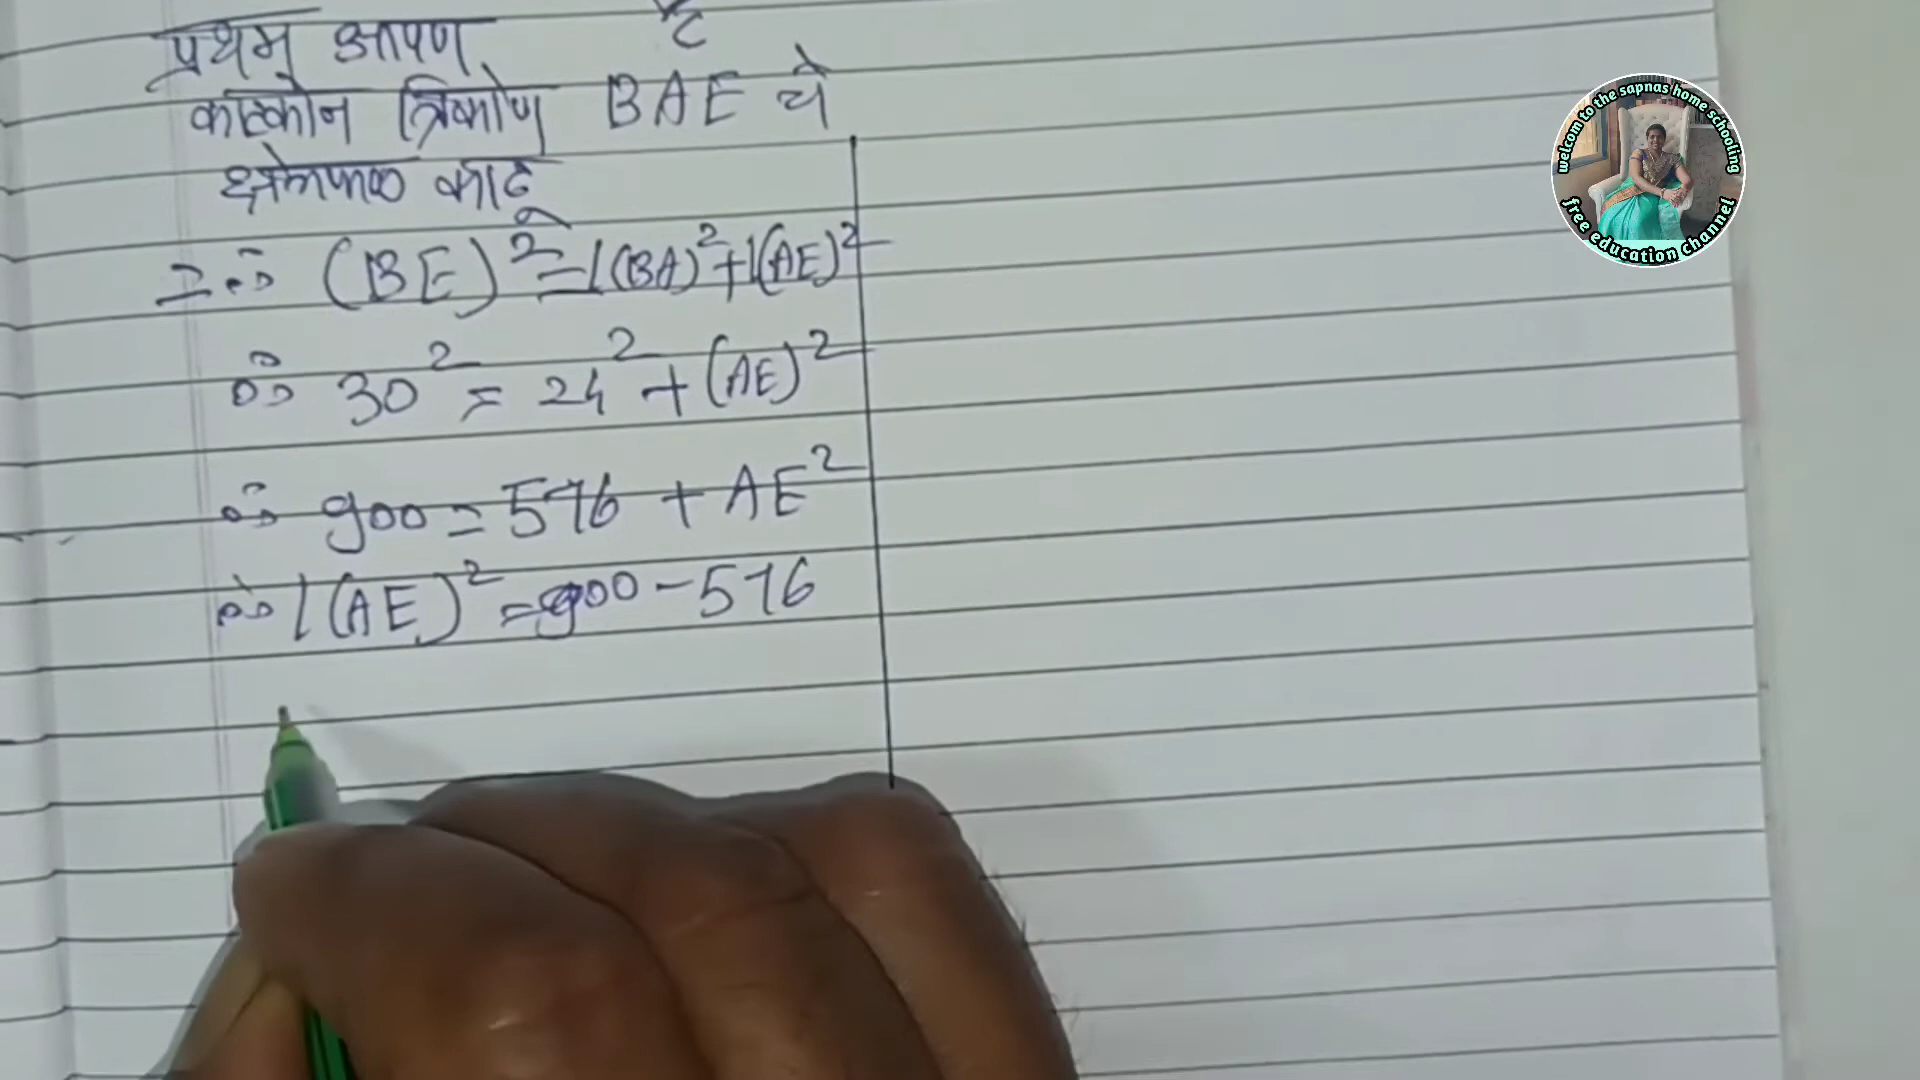 प्रथम आपण
काटकोन त्रिकोण BAE चे
क्षेत्रफळ काढू
∴ (BE)² = l(BA)² + l(AE)²
∴ 30² = 24² + (AE)²
∴ 900 = 576 + AE²
∴ l(AE)² = 900 - 576
welcom to the sapnas home schooling
free education channel